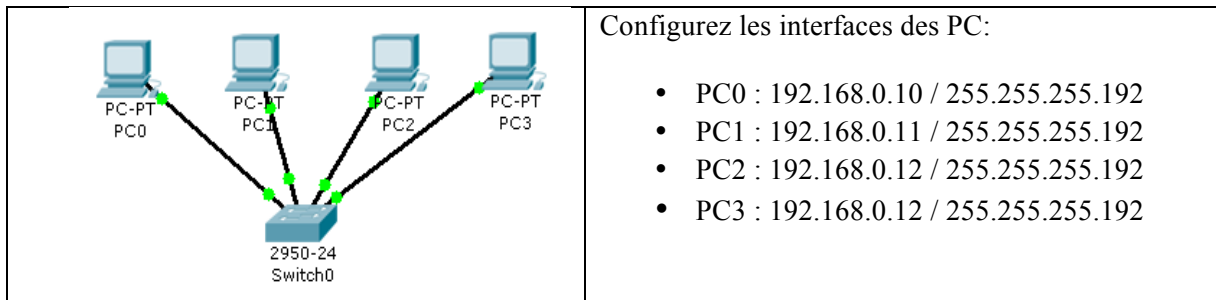 PC-PT
PC0
PC-PT
PC1
PC-PT
PC2
PC-PT
PC3
2950-24
Switch0
Configurez les interfaces des PC:
• PC0 : 192.168.0.10 / 255.255.255.192
• PC1 : 192.168.0.11 / 255.255.255.192
• PC2 : 192.168.0.12 / 255.255.255.192
• PC3 : 192.168.0.12 / 255.255.255.192